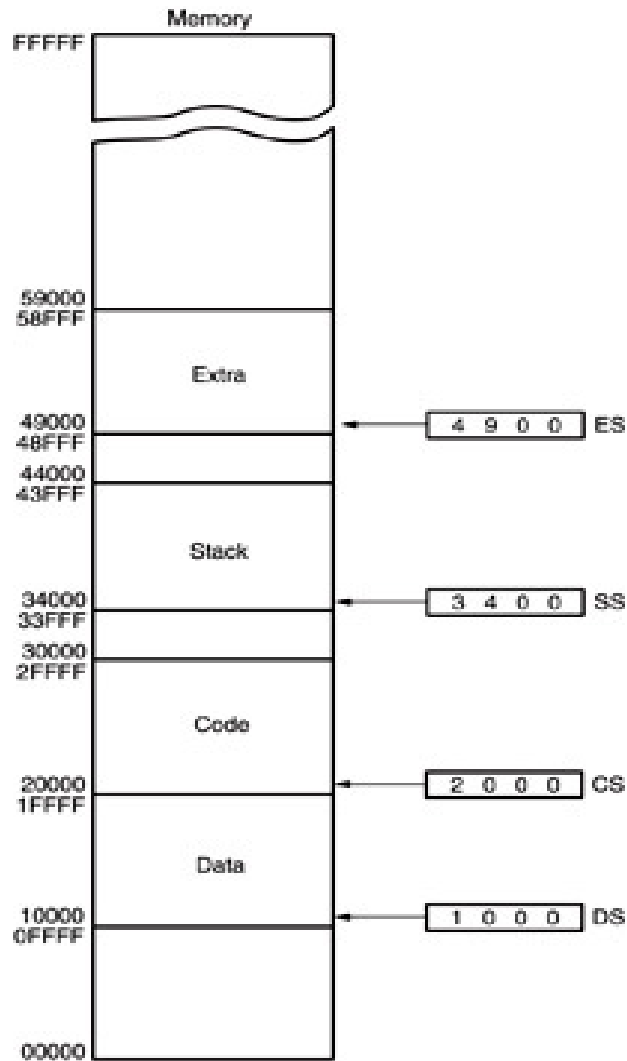 Memory
FFFFF
59000
58FFF
Extra
49000
4 9 0 0 ES
48FFF
44000
43FFF
Stack
34000
3 4 0 0 SS
33FFF
30000
2FFFF
Code
20000
2 0 0 0 CS
1FFFF
Data
10000
1 0 0 0 DS
0FFFF
00000